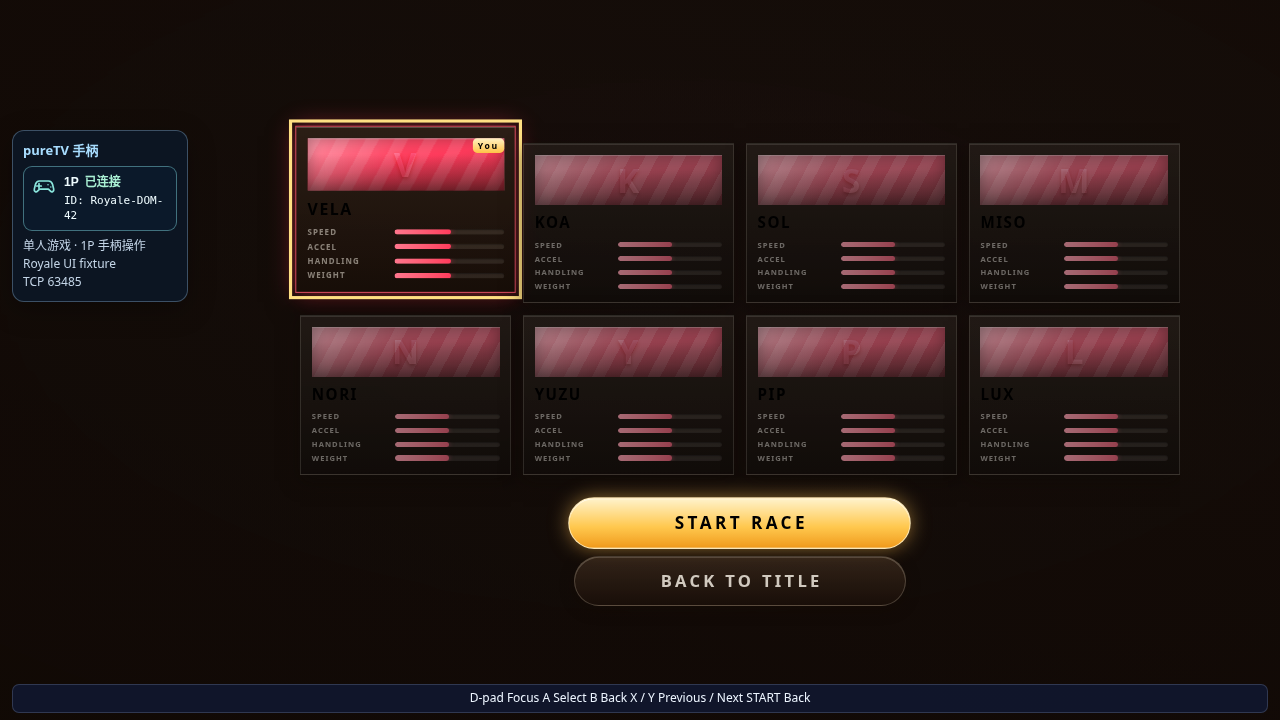 pureTV 手柄
1P 已连接
ID: Royale-DOM-
42
单人游戏 · 1P 手柄操作
Royale UI fixture
TCP 63485
You
V
VELA
SPEED
ACCEL
HANDLING
WEIGHT
K
KOA
SPEED
ACCEL
HANDLING
WEIGHT
S
SOL
SPEED
ACCEL
HANDLING
WEIGHT
M
MISO
SPEED
ACCEL
HANDLING
WEIGHT
N
NORI
SPEED
ACCEL
HANDLING
WEIGHT
Y
YUZU
SPEED
ACCEL
HANDLING
WEIGHT
P
PIP
SPEED
ACCEL
HANDLING
WEIGHT
L
LUX
SPEED
ACCEL
HANDLING
WEIGHT
START RACE
BACK TO TITLE
D-pad Focus A Select B Back X / Y Previous / Next START Back